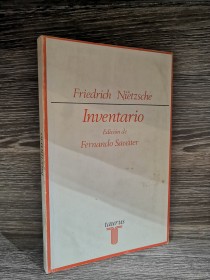 Friedrich Nietzsche
Inventario
Edición de
Fernando Savater
taurus